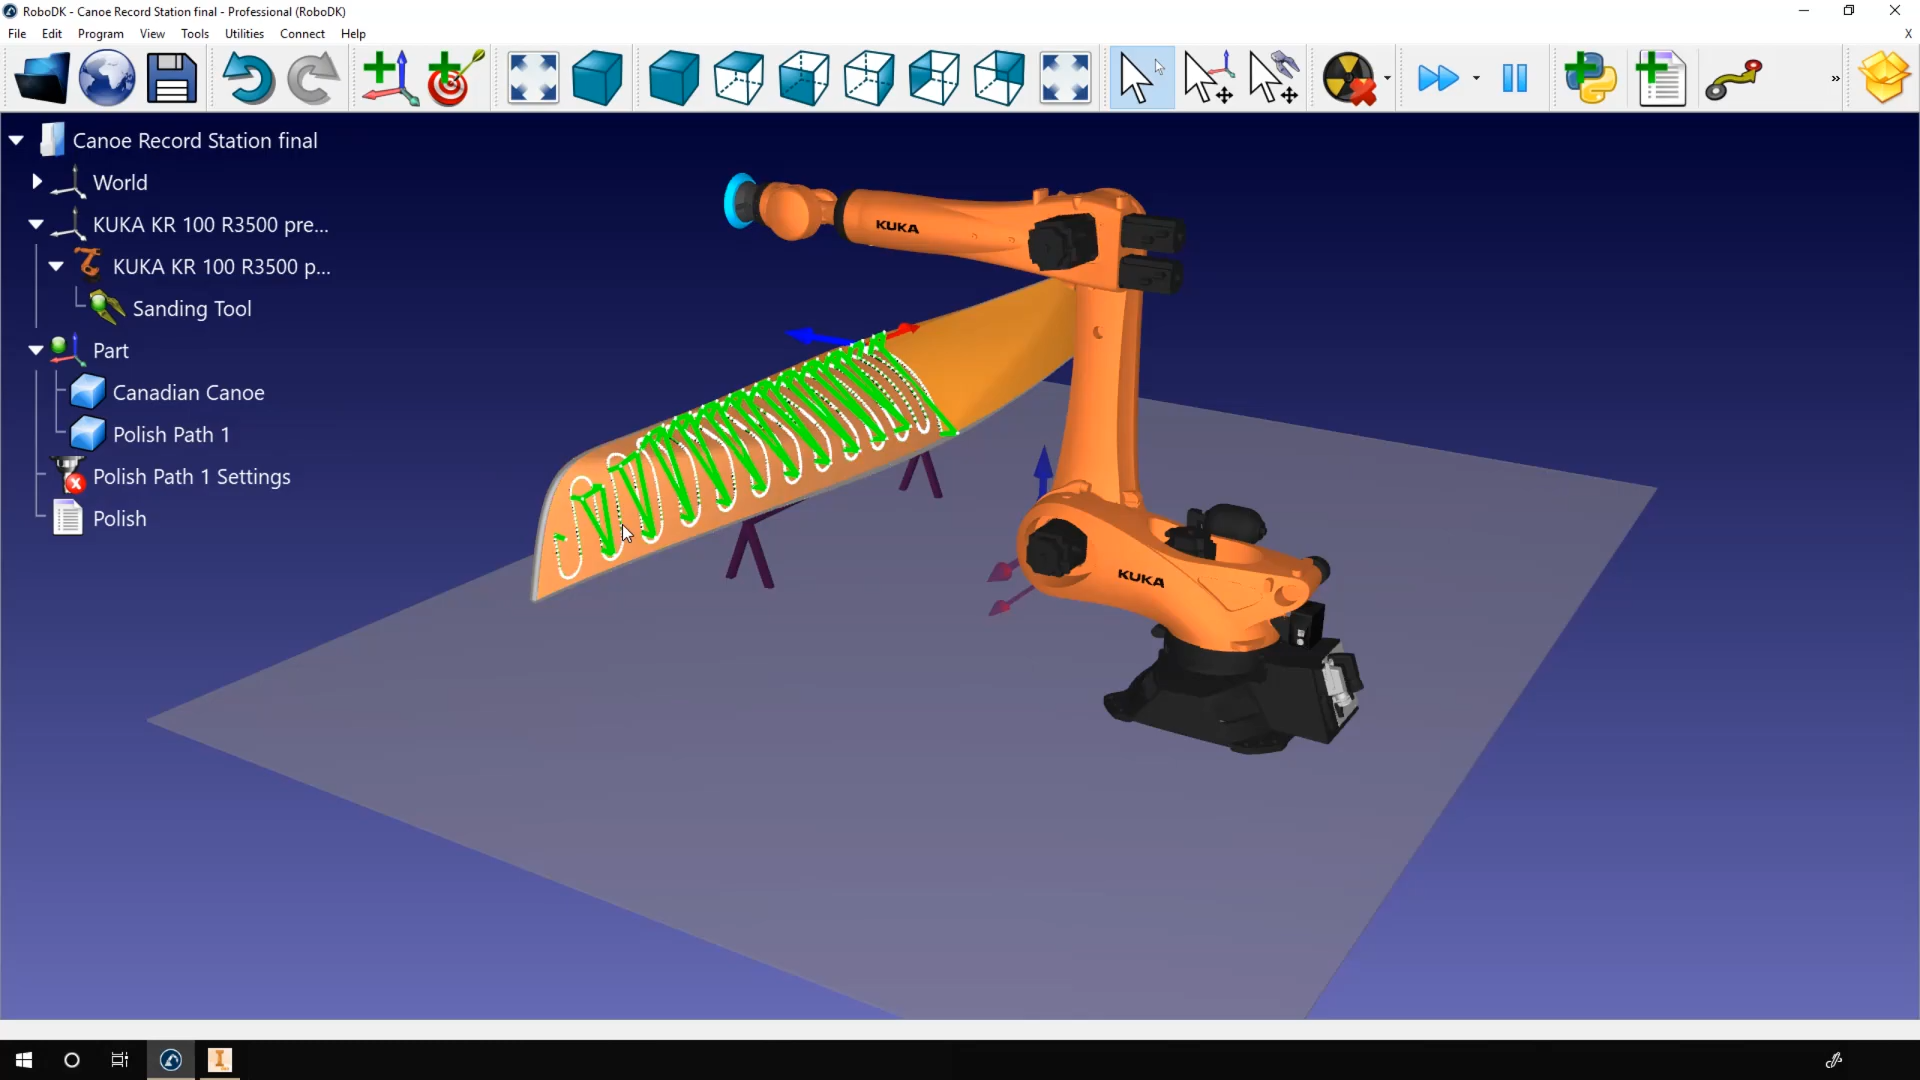 RoboDK - Canoe Record Station final - Professional (RoboDK)
File Edit Program View Tools Utilities Connect Help
X
»
Canoe Record Station final
World
KUKA KR 100 R3500 pre...
KUKA KR 100 R3500 p...
Sanding Tool
Part
Canadian Canoe
Polish Path 1
Polish Path 1 Settings
Polish
KUKA
KUKA